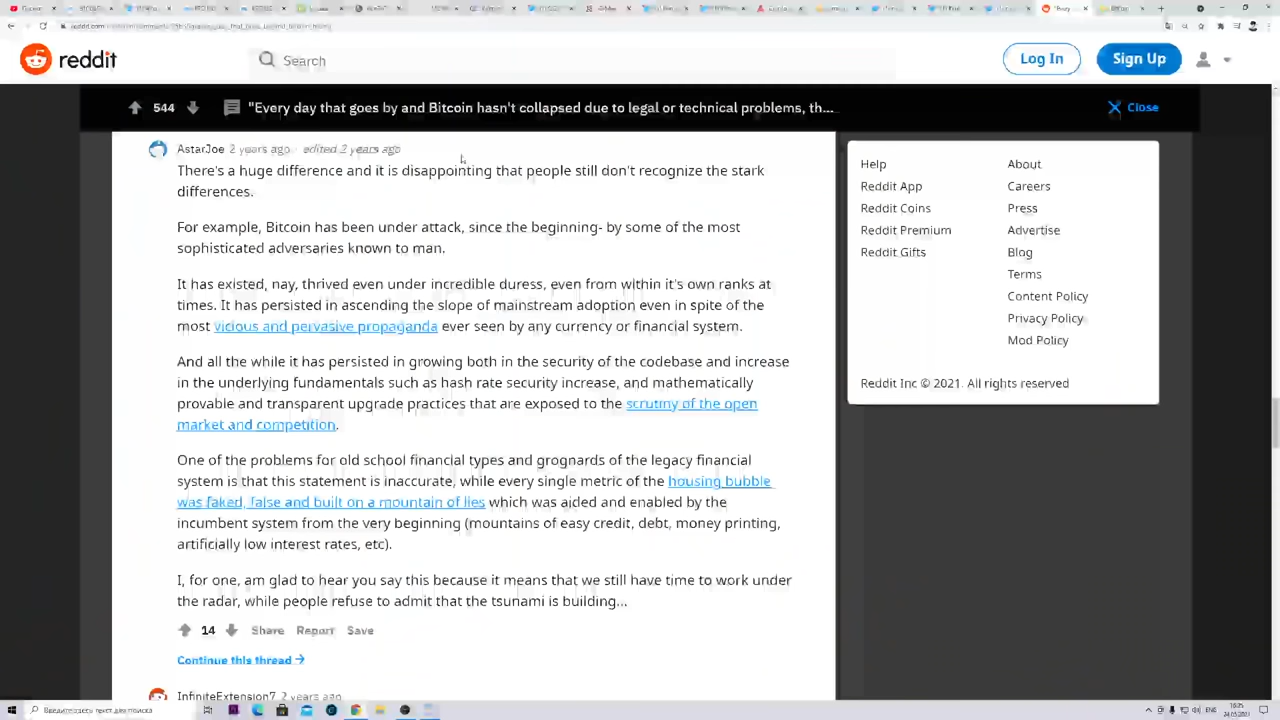 reddit
Search
Log In
Sign Up
544
"Every day that goes by and Bitcoin hasn't collapsed due to legal or technical problems, th...
Close
AstarJoe 2 years ago · edited 2 years ago
There's a huge difference and it is disappointing that people still don't recognize the stark
differences.
For example, Bitcoin has been under attack, since the beginning- by some of the most
sophisticated adversaries known to man.
It has existed, nay, thrived even under incredible duress, even from within it's own ranks at
times. It has persisted in ascending the slope of mainstream adoption even in spite of the
most vicious and pervasive propaganda ever seen by any currency or financial system.
And all the while it has persisted in growing both in the security of the codebase and increase
in the underlying fundamentals such as hash rate security increase, and mathematically
provable and transparent upgrade practices that are exposed to the scrutiny of the open
market and competition.
One of the problems for old school financial types and grognards of the legacy financial
system is that this statement is inaccurate, while every single metric of the housing bubble
was faked, false and built on a mountain of lies which was aided and enabled by the
incumbent system from the very beginning (mountains of easy credit, debt, money printing,
artificially low interest rates, etc).
I, for one, am glad to hear you say this because it means that we still have time to work under
the radar, while people refuse to admit that the tsunami is building...
14 Share Report Save
Continue this thread →
InfiniteExtension7 2 years ago
Help
Reddit App
Reddit Coins
Reddit Premium
Reddit Gifts
About
Careers
Press
Advertise
Blog
Terms
Content Policy
Privacy Policy
Mod Policy
Reddit Inc © 2021. All rights reserved